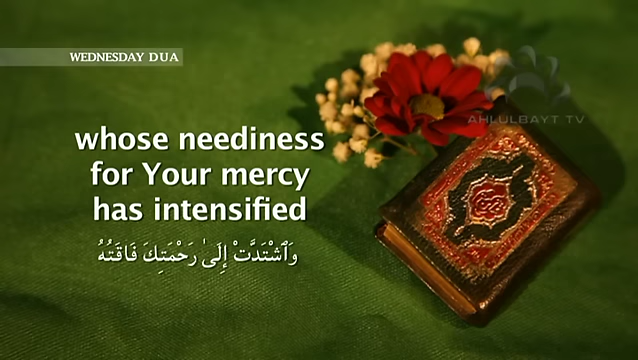 WEDNESDAY DUA
AHLULBAYT TV
whose neediness
for Your mercy
has intensified
وَٱشْتَدَّتْ إِلَىٰ رَحْمَتِكَ فَاقَتُهُ